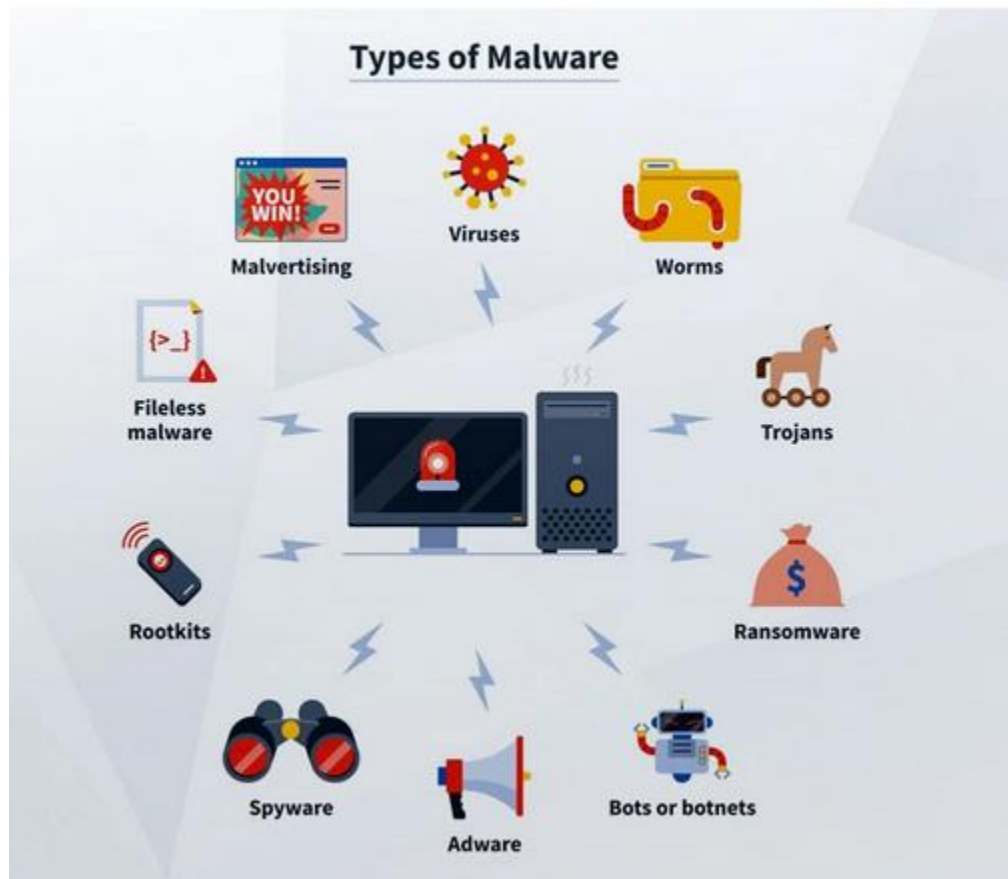 Types of Malware
YOU
WIN!
Malvertising
Viruses
Worms
{>_}
!
Fileless
malware
Trojans
Rootkits
$
Ransomware
Spyware
Adware
Bots or botnets